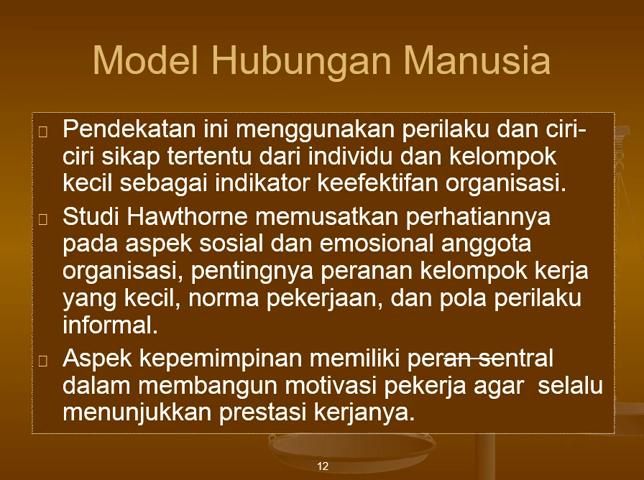 Model Hubungan Manusia
Pendekatan ini menggunakan perilaku dan ciri-
ciri sikap tertentu dari individu dan kelompok
kecil sebagai indikator keefektifan organisasi.
Studi Hawthorne memusatkan perhatiannya
pada aspek sosial dan emosional anggota
organisasi, pentingnya peranan kelompok kerja
yang kecil, norma pekerjaan, dan pola perilaku
informal.
Aspek kepemimpinan memiliki peran sentral
dalam membangun motivasi pekerja agar  selalu
menunjukkan prestasi kerjanya.
12